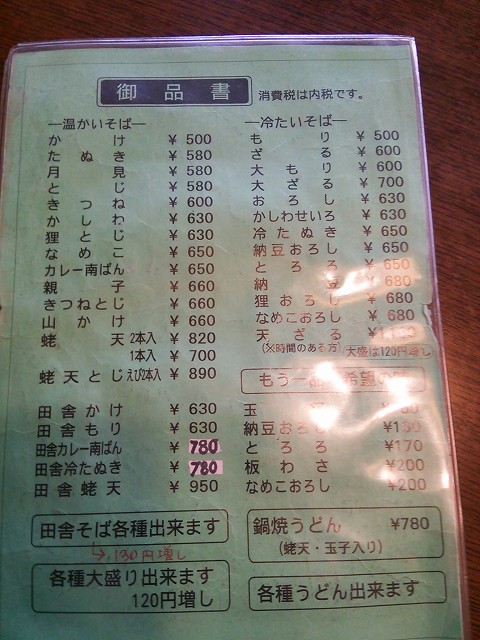 御品書
消費税は内税です。
―温かいそば―
かけ ¥ 500
たぬき ¥ 580
月見 ¥ 580
とじ ¥ 580
きつね ¥ 600
かしわ ¥ 630
狸とじ ¥ 630
なめこ ¥ 650
カレー南ばん ¥ 650
親子 ¥ 660
きつねとじ ¥ 660
山かけ ¥ 660
蛯天 2本入 ¥ 820
1本入 ¥ 700
蛯天とじ えび2本入 ¥ 890
田舎かけ ¥ 630
田舎もり ¥ 630
田舎カレー南ばん ¥ 780
田舎冷たぬき ¥ 780
田舎蛯天 ¥ 950
田舎そば各種出来ます
130円増し
各種大盛り出来ます
120円増し
―冷たいそば―
もり ¥ 500
ざる ¥ 600
大もり ¥ 600
大ざる ¥ 700
おろし ¥ 630
かしわせいろ ¥ 630
冷たぬき ¥ 650
納豆おろし ¥ 650
とろろ ¥ 650
納豆 ¥ 680
狸おろし ¥ 680
なめこおろし ¥ 680
天ざる
(※時間のある方) 大盛は120円増し
もう一品
玉
納豆おろし
とろろ ¥170
板わさ ¥200
なめこおろし ¥200
鍋焼うどん ¥780
(蛯天・玉子入り)
各種うどん出来ます